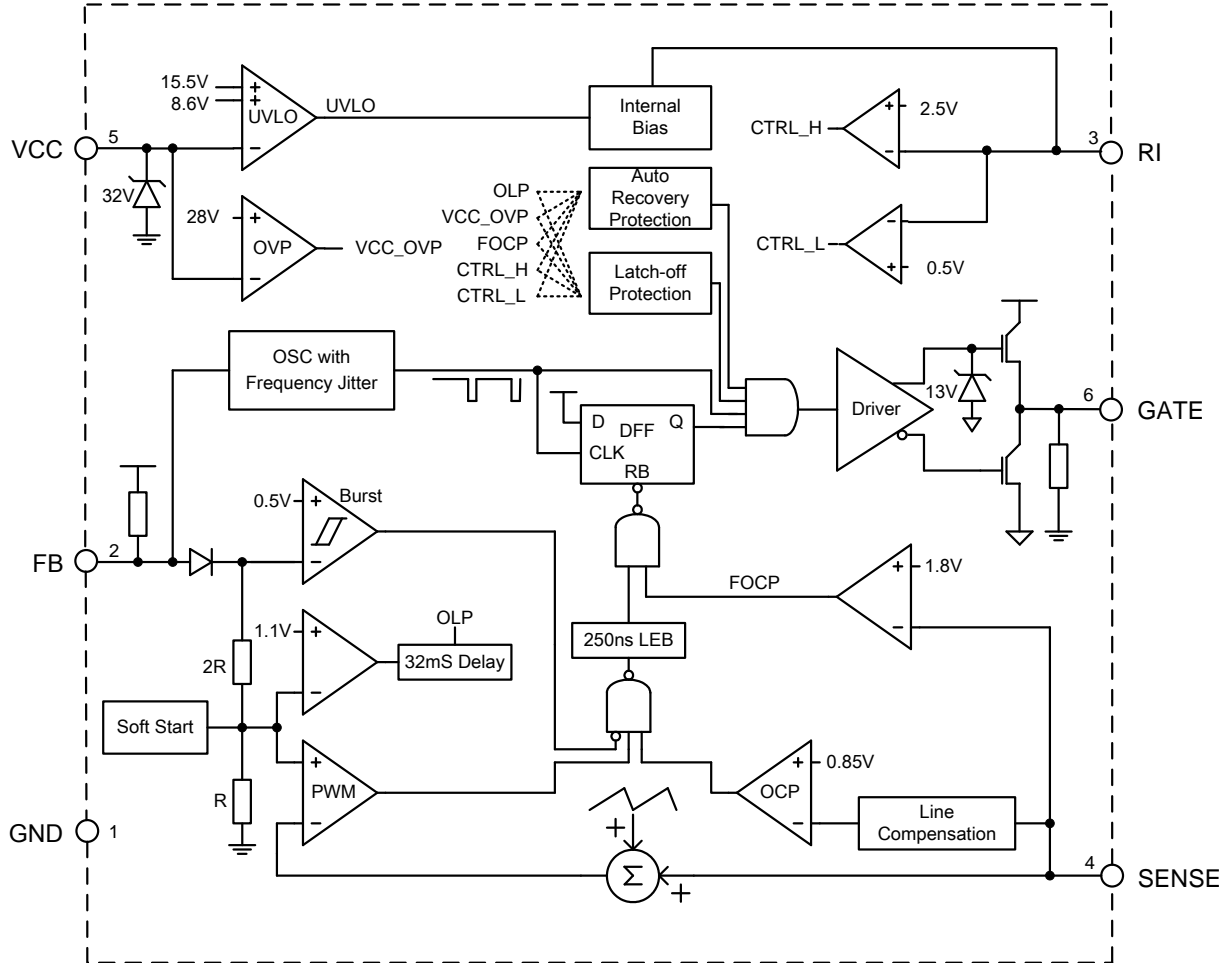 15.5V
+
8.6V
+
UVLO
−
UVLO
Internal
Bias
+
2.5V
CTRL_H
−
VCC
5
3
RI
32V
28V
+
OVP
−
VCC_OVP
OLP
VCC_OVP
FOCP
CTRL_H
CTRL_L
Auto
Recovery
Protection
Latch-off
Protection
−
CTRL_L
+
0.5V
OSC with
Frequency Jitter
D
Q
DFF
CLK
RB
Driver
13V
6
GATE
0.5V
+
Burst
−
FB
2
1.1V
+
−
OLP
32mS Delay
2R
FOCP
+
1.8V
−
250ns LEB
Soft Start
R
+
PWM
−
+
0.85V
OCP
−
Line
Compensation
GND
1
+
Σ
+
4
SENSE